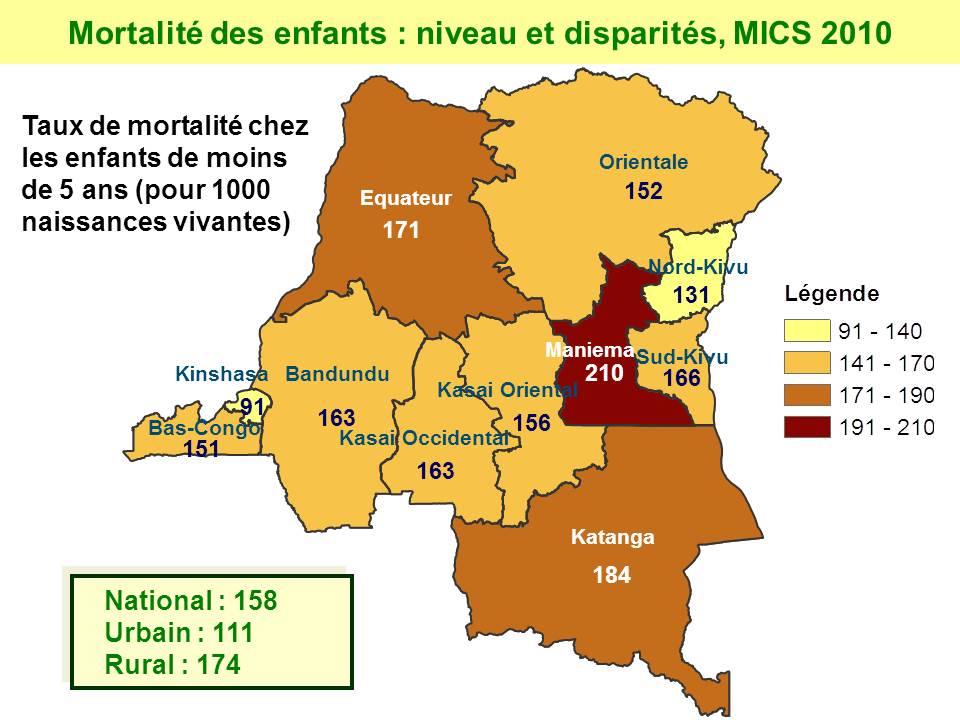 Mortalité des enfants : niveau et disparités, MICS 2010
Taux de mortalité chez
les enfants de moins
de 5 ans (pour 1000
naissances vivantes)
Orientale
152
Equateur
171
Nord-Kivu
131
Légende
91 - 140
141 - 170
171 - 190
191 - 210
Maniema
210
Sud-Kivu
166
Kinshasa
91
Bandundu
163
Kasai Oriental
156
Bas-Congo
151
Kasai Occidental
163
Katanga
184
National : 158
Urbain : 111
Rural : 174